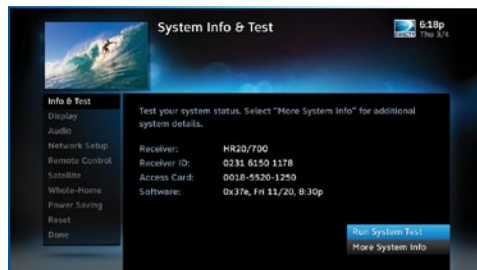 System Info & Test
DIRECTV
6:18p
Thu 3/4
Info & Test
Display
Audio
Network Setup
Remote Control
Satellite
Whole-Home
Power Saving
Reset
Done
Test your system status. Select "More System Info" for additional
system details.
Receiver: HR20/700
Receiver ID: 0231 6150 1178
Access Card: 0018-5520-1250
Software: 0x37e, Fri 11/20, 8:30p
Run System Test
More System Info